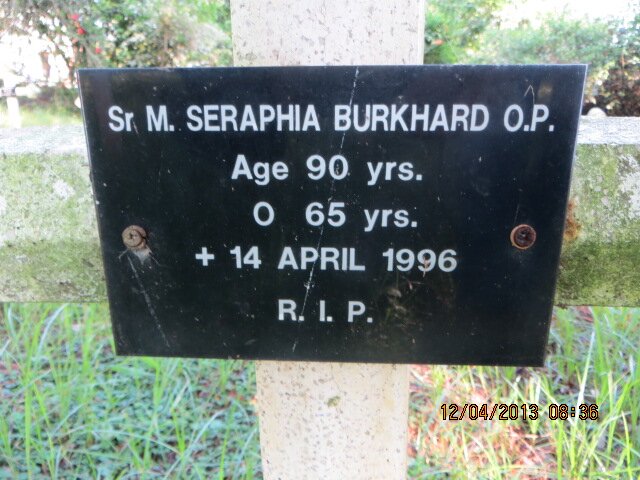 Sr M. SERAPHIA BURKHARD O.P.
Age 90 yrs.
O 65 yrs.
+ 14 APRIL 1996
R. I. P.
12/04/2013 08:36